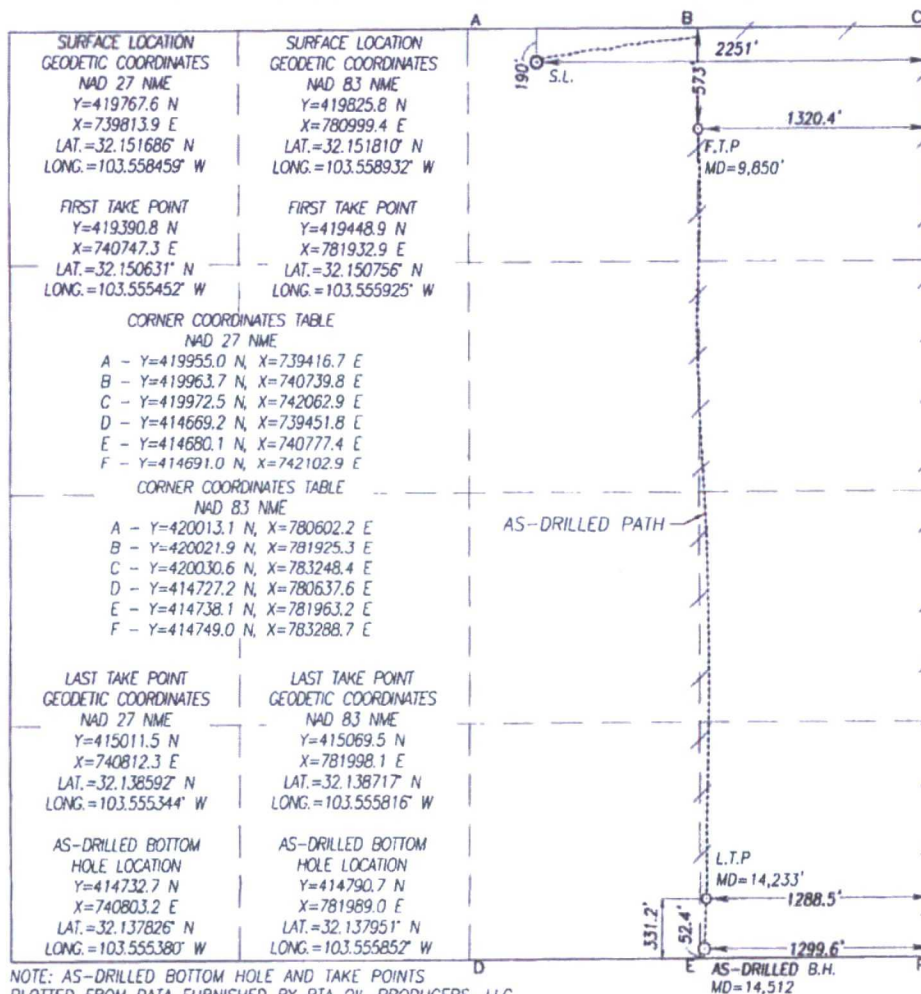 A
B
C
SURFACE LOCATION
GEODETIC COORDINATES
NAD 27 NME
Y=419767.6 N
X=739813.9 E
LAT.=32.151686° N
LONG.=103.558459° W
SURFACE LOCATION
GEODETIC COORDINATES
NAD 83 NME
Y=419825.8 N
X=780999.4 E
LAT.=32.151810° N
LONG.=103.558932° W
FIRST TAKE POINT
Y=419390.8 N
X=740747.3 E
LAT.=32.150631° N
LONG.=103.555452° W
FIRST TAKE POINT
Y=419448.9 N
X=781932.9 E
LAT.=32.150756° N
LONG.=103.555925° W
CORNER COORDINATES TABLE
NAD 27 NME
A - Y=419955.0 N, X=739416.7 E
B - Y=419963.7 N, X=740739.8 E
C - Y=419972.5 N, X=742062.9 E
D - Y=414669.2 N, X=739451.8 E
E - Y=414680.1 N, X=740777.4 E
F - Y=414691.0 N, X=742102.9 E
CORNER COORDINATES TABLE
NAD 83 NME
A - Y=420013.1 N, X=780602.2 E
B - Y=420021.9 N, X=781925.3 E
C - Y=420030.6 N, X=783248.4 E
D - Y=414727.2 N, X=780637.6 E
E - Y=414738.1 N, X=781963.2 E
F - Y=414749.0 N, X=783288.7 E
LAST TAKE POINT
GEODETIC COORDINATES
NAD 27 NME
Y=415011.5 N
X=740812.3 E
LAT.=32.138592° N
LONG.=103.555344° W
LAST TAKE POINT
GEODETIC COORDINATES
NAD 83 NME
Y=415069.5 N
X=781998.1 E
LAT.=32.138717° N
LONG.=103.555816° W
AS-DRILLED BOTTOM
HOLE LOCATION
Y=414732.7 N
X=740803.2 E
LAT.=32.137826° N
LONG.=103.555380° W
AS-DRILLED BOTTOM
HOLE LOCATION
Y=414790.7 N
X=781989.0 E
LAT.=32.137951° N
LONG.=103.555852° W
190'
S.L.
2251'
573
1320.4'
F.T.P
MD=9,850'
AS-DRILLED PATH
L.T.P
MD=14,233'
1288.5'
331.2'
52.4'
1299.6'
D
E
F
AS-DRILLED B.H.
MD=14,512
NOTE: AS-DRILLED BOTTOM HOLE AND TAKE POINTS
PLOTTED FROM DATA FURNISHED BY RTA OIL PRODUCERS, LLC